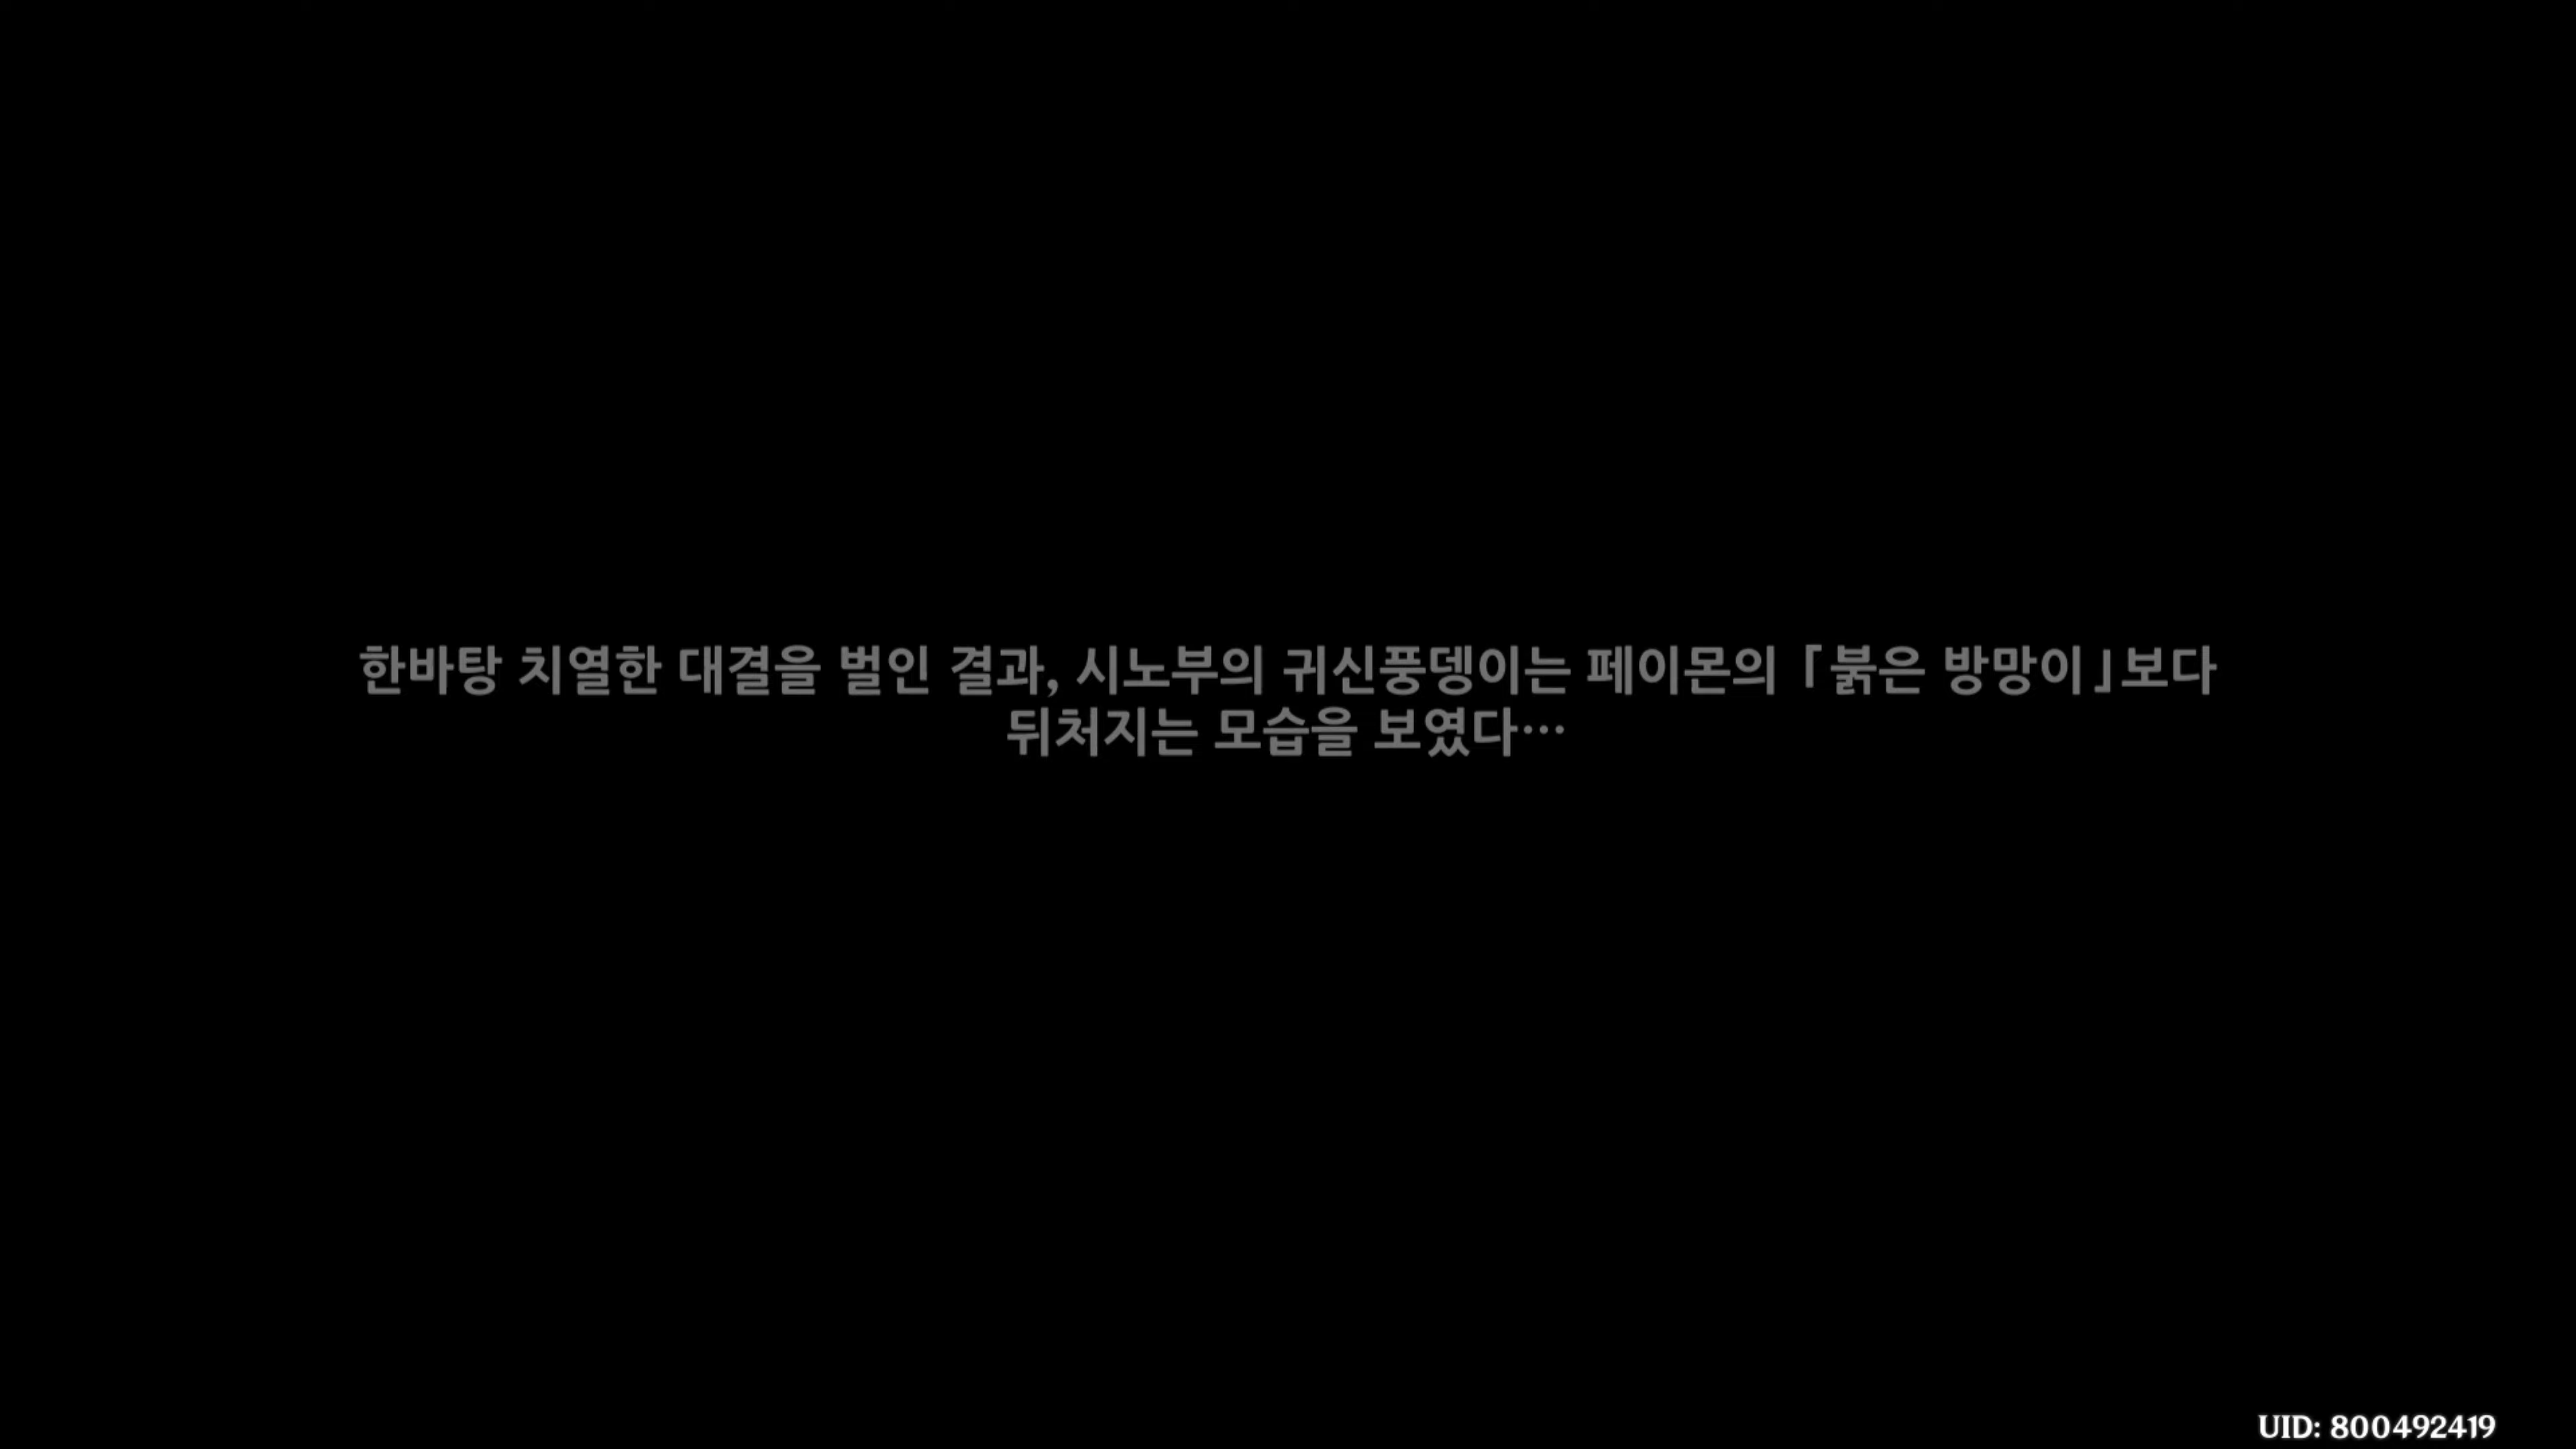 한바탕 치열한 대결을 벌인 결과, 시노부의 귀신풍뎅이는 페이몬의 「붉은 방망이」보다
뒤처지는 모습을 보였다…
UID: 800492419